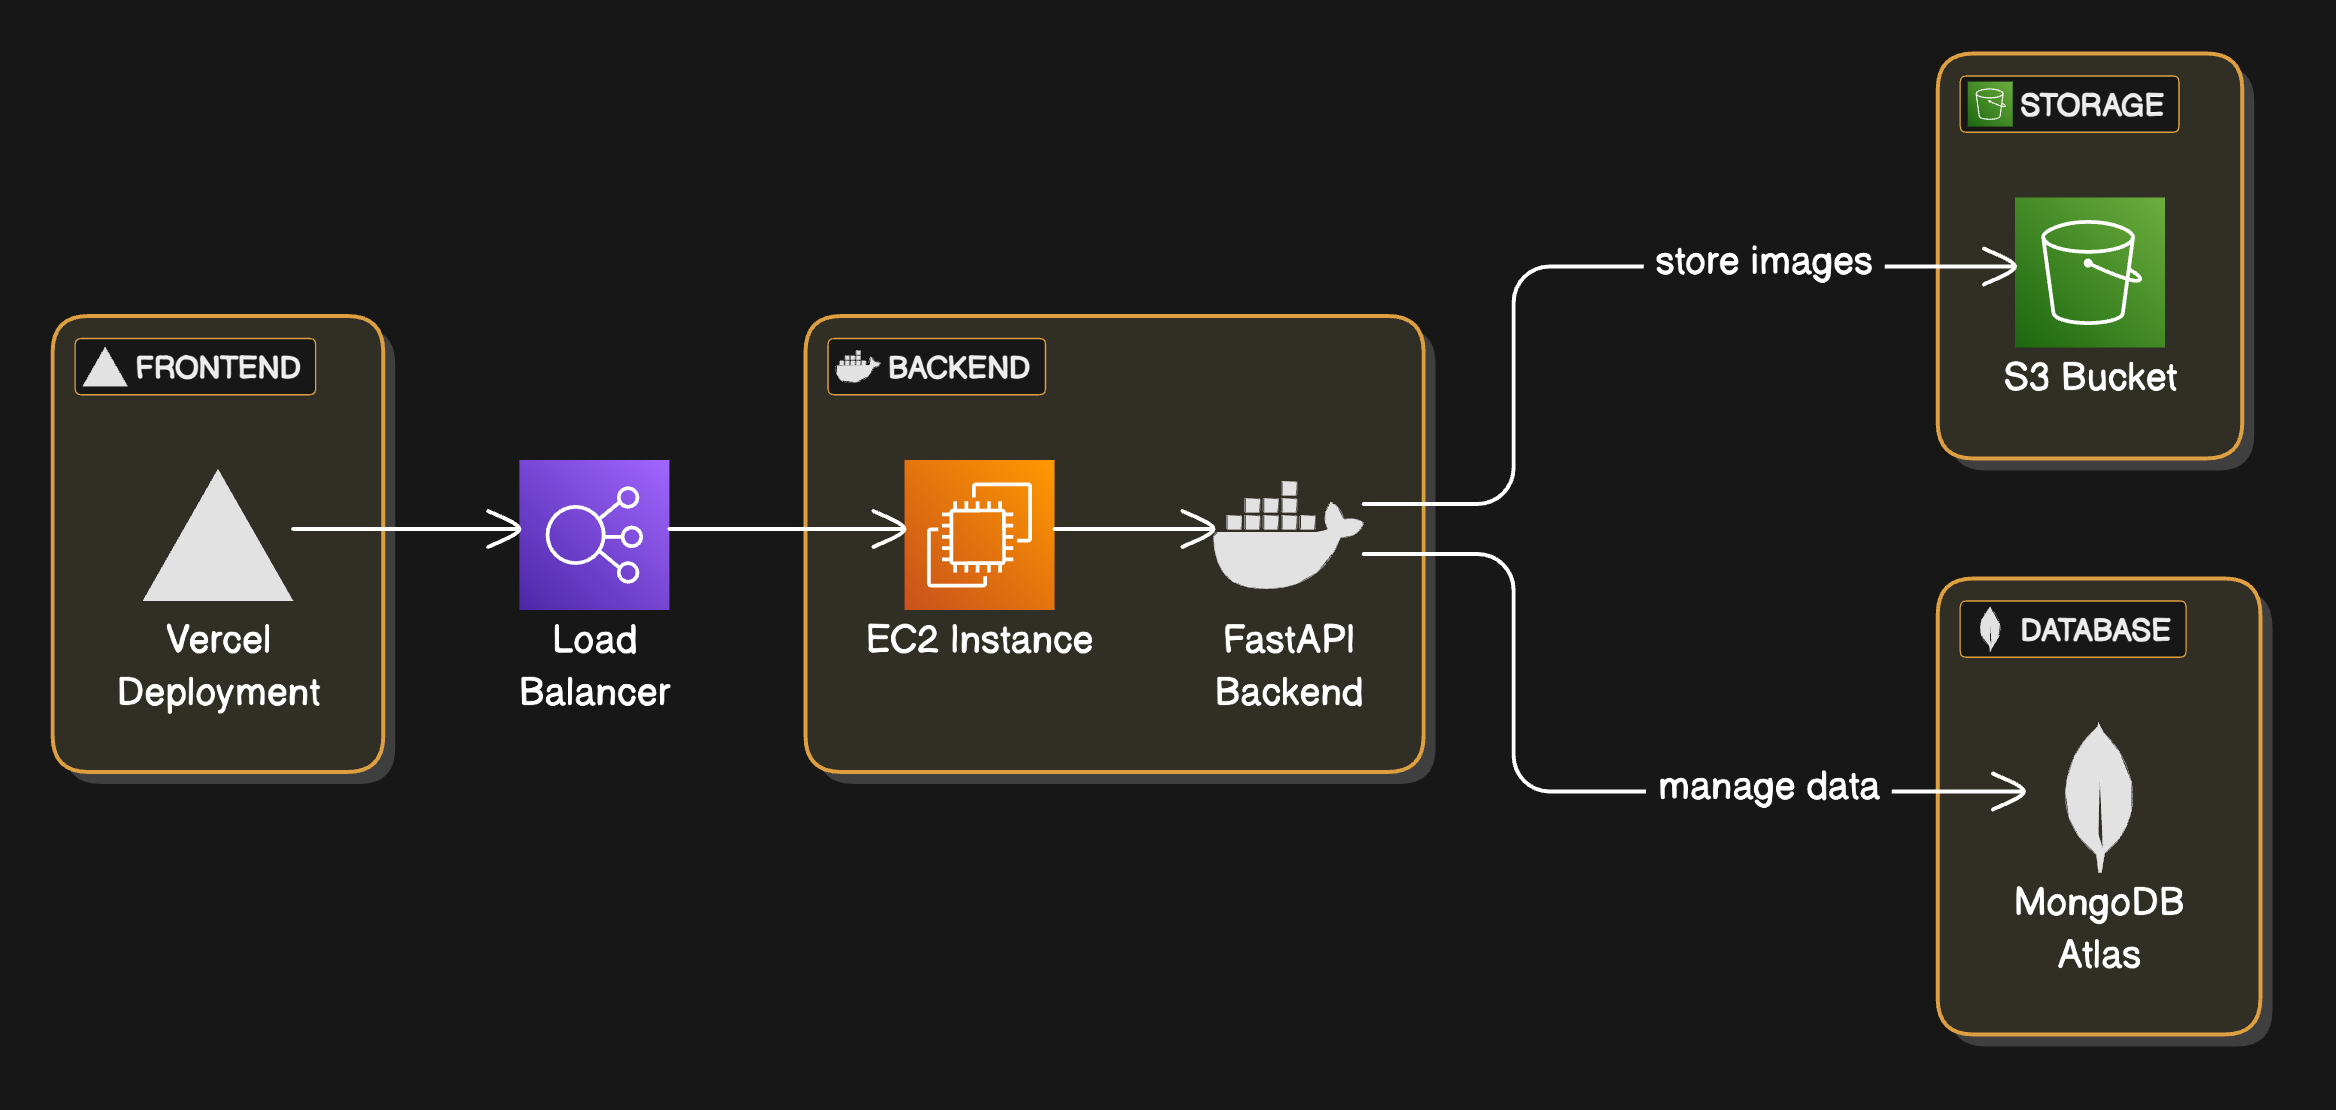 FRONTEND
Vercel
Deployment
Load
Balancer
BACKEND
EC2 Instance
FastAPI
Backend
store images
manage data
STORAGE
S3 Bucket
DATABASE
MongoDB
Atlas